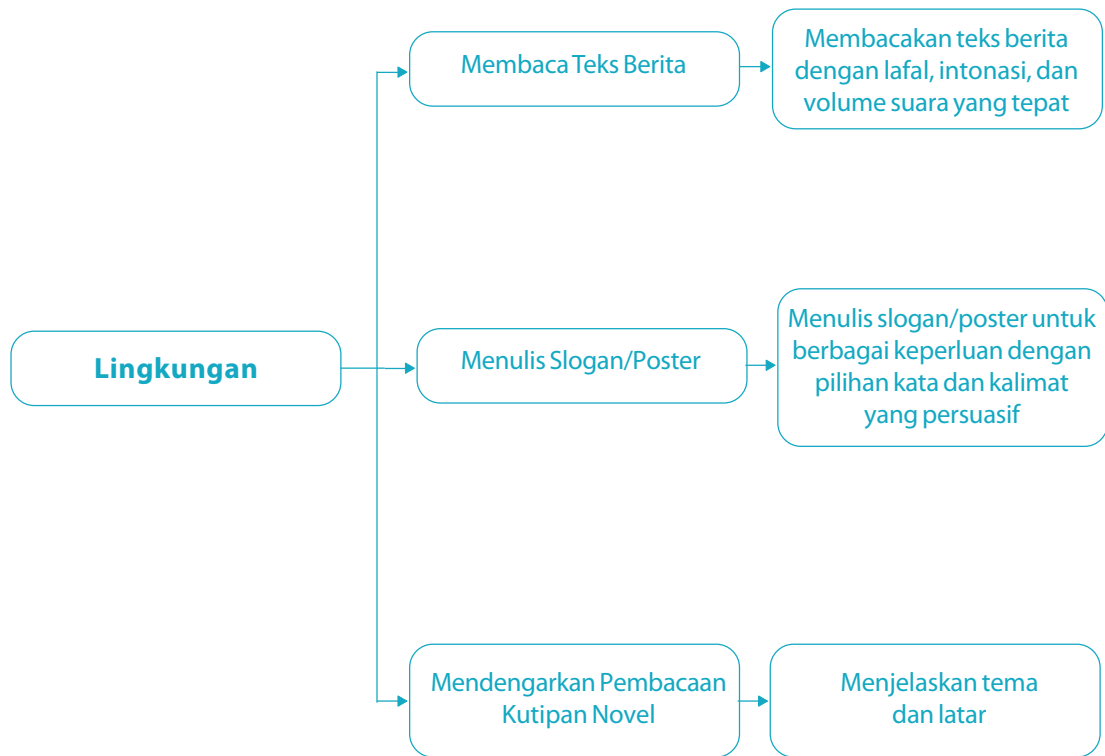 Membaca Teks Berita
Membacakan teks berita
dengan lafal, intonasi, dan
volume suara yang tepat
Lingkungan
Menulis Slogan/Poster
Menulis slogan/poster untuk
berbagai keperluan dengan
pilihan kata dan kalimat
yang persuasif
Mendengarkan Pembacaan
Kutipan Novel
Menjelaskan tema
dan latar